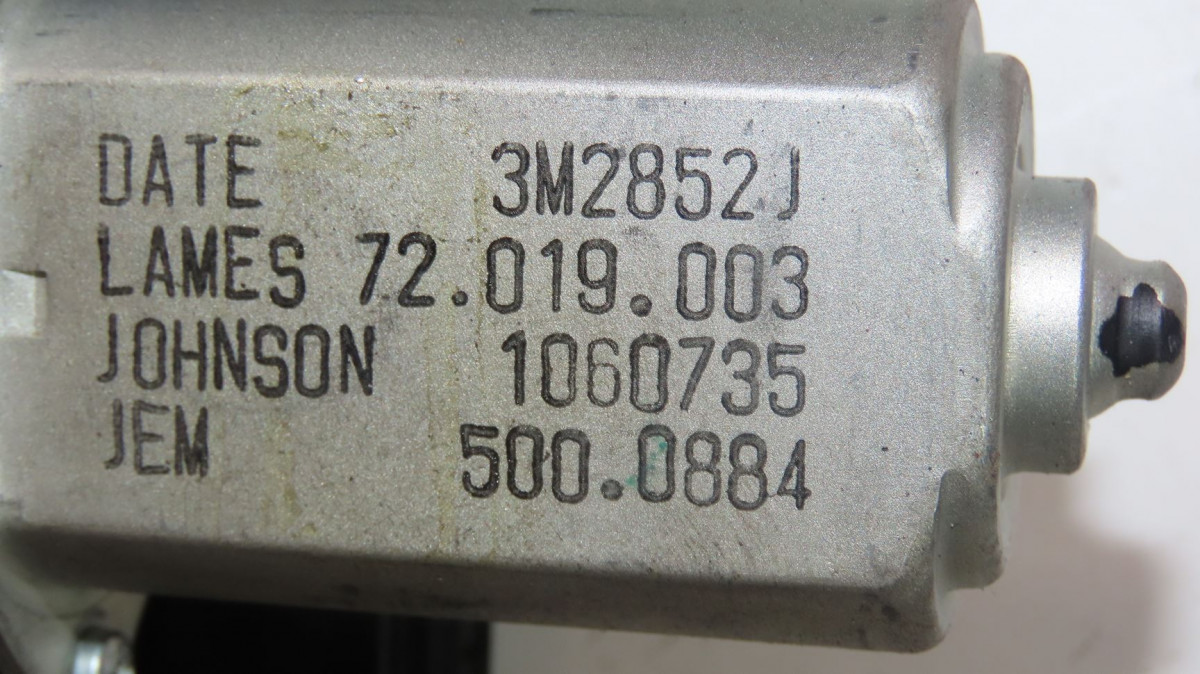 DATE 3M2852J
LAMES 72.019.003
JOHNSON 1060735
JEM 500.0884